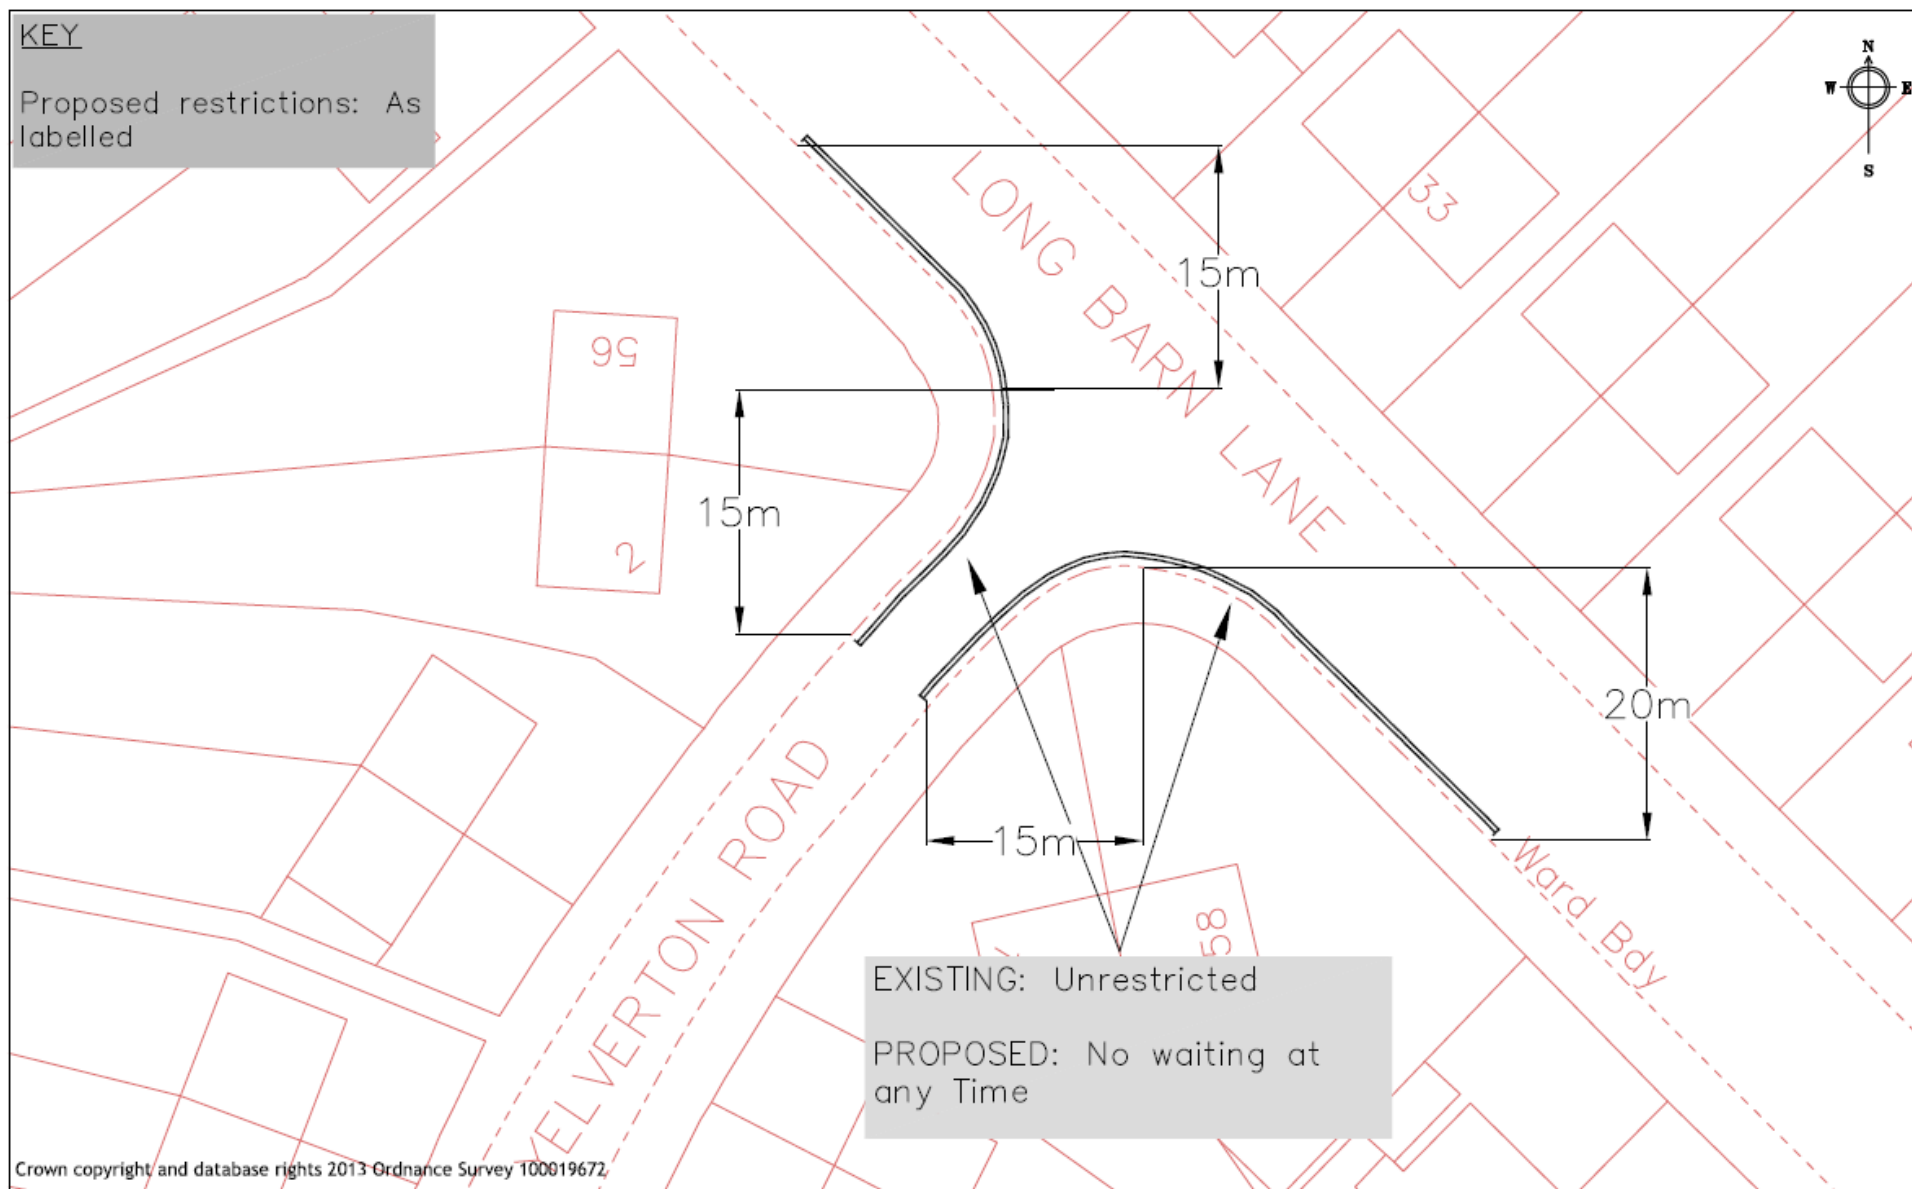 KEY
Proposed restrictions: As
labelled
N
W E
S
LONG BARN LANE
33
15m
56
2
15m
20m
15m
YELVERTON ROAD
Ward Bdy
58
EXISTING: Unrestricted
PROPOSED: No waiting at
any Time
Crown copyright and database rights 2013 Ordnance Survey 100019672